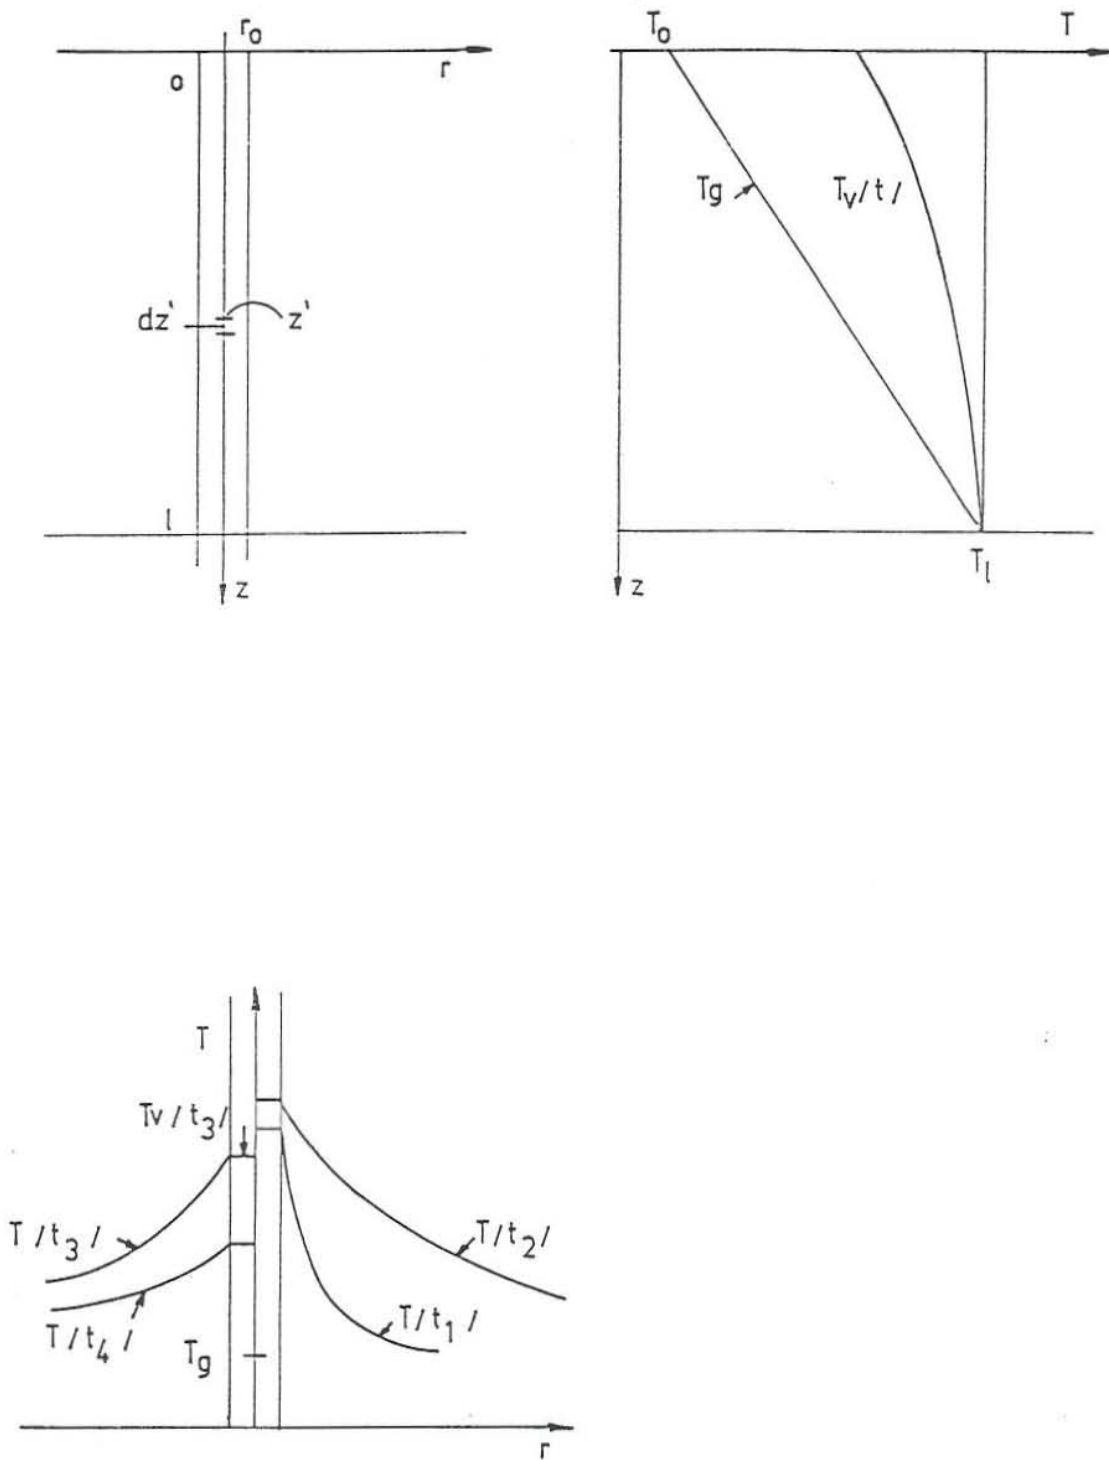 r₀
r
o
dz'
z'
l
z
T₀
T
Tg
Tᵥ/t/
Tₗ
z
T
Tv/t₃/
T/t₃/
T/t₂/
T/t₁/
T/t₄/
Tg
r